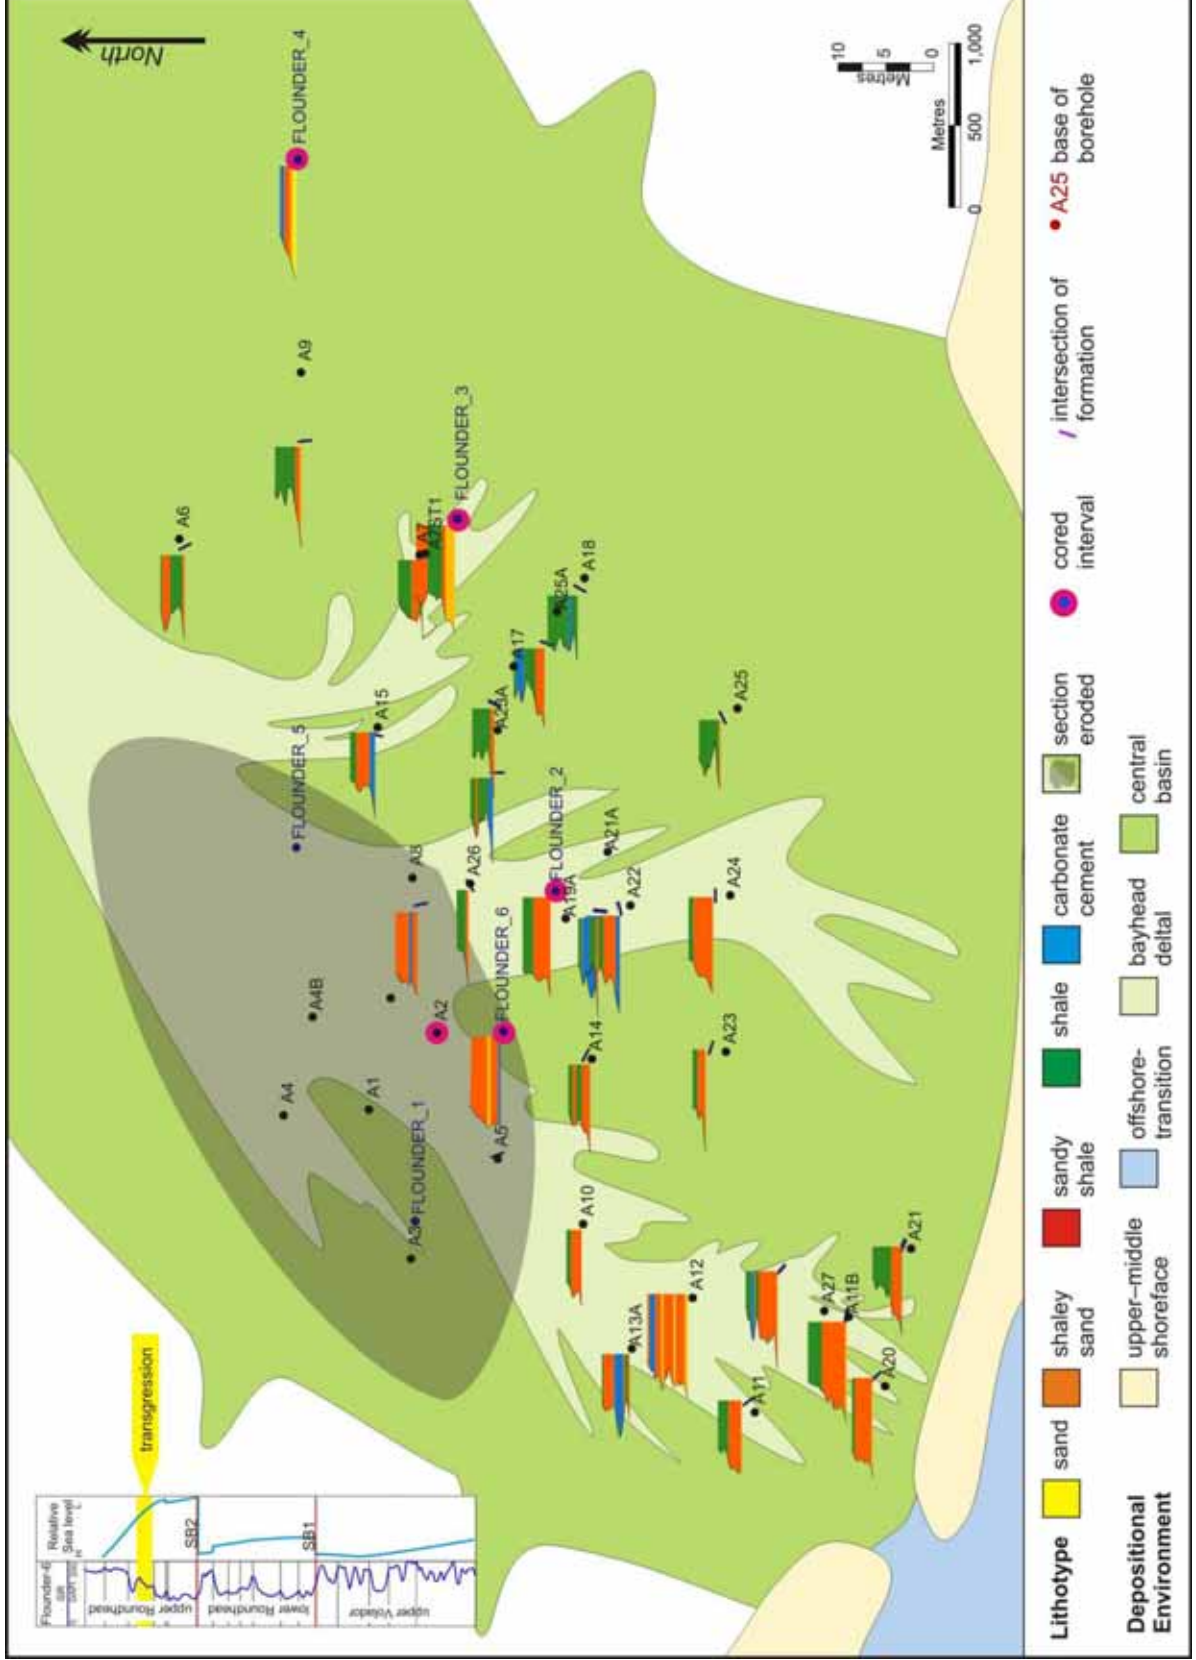 North
FLOUNDER_4
A9
A6
FLOUNDER_3
A7
A7ST1
A18
A25A
A17
A15
A25
FLOUNDER_5
FLOUNDER_2
A21A
A8
A26
A19A
A22
A24
FLOUNDER_6
A4B
A2
A14
A23
A4
A1
A5
FLOUNDER_1
A3
A10
A12
A13A
A27
A11B
A21
A20
A11
Metres
10
5
0
Metres
0
500
1,000
transgression
Flounder-6
GR
Relative
Sea level
H
L
SB2
SB1
upper Roundhead
lower Roundhead
upper Volador
Lithotype
sand
shaley
sand
sandy
shale
shale
carbonate
cement
section
eroded
cored
interval
intersection of
formation
A25 base of
borehole
Depositional
Environment
upper–middle
shoreface
offshore-
transition
bayhead
deltal
central
basin